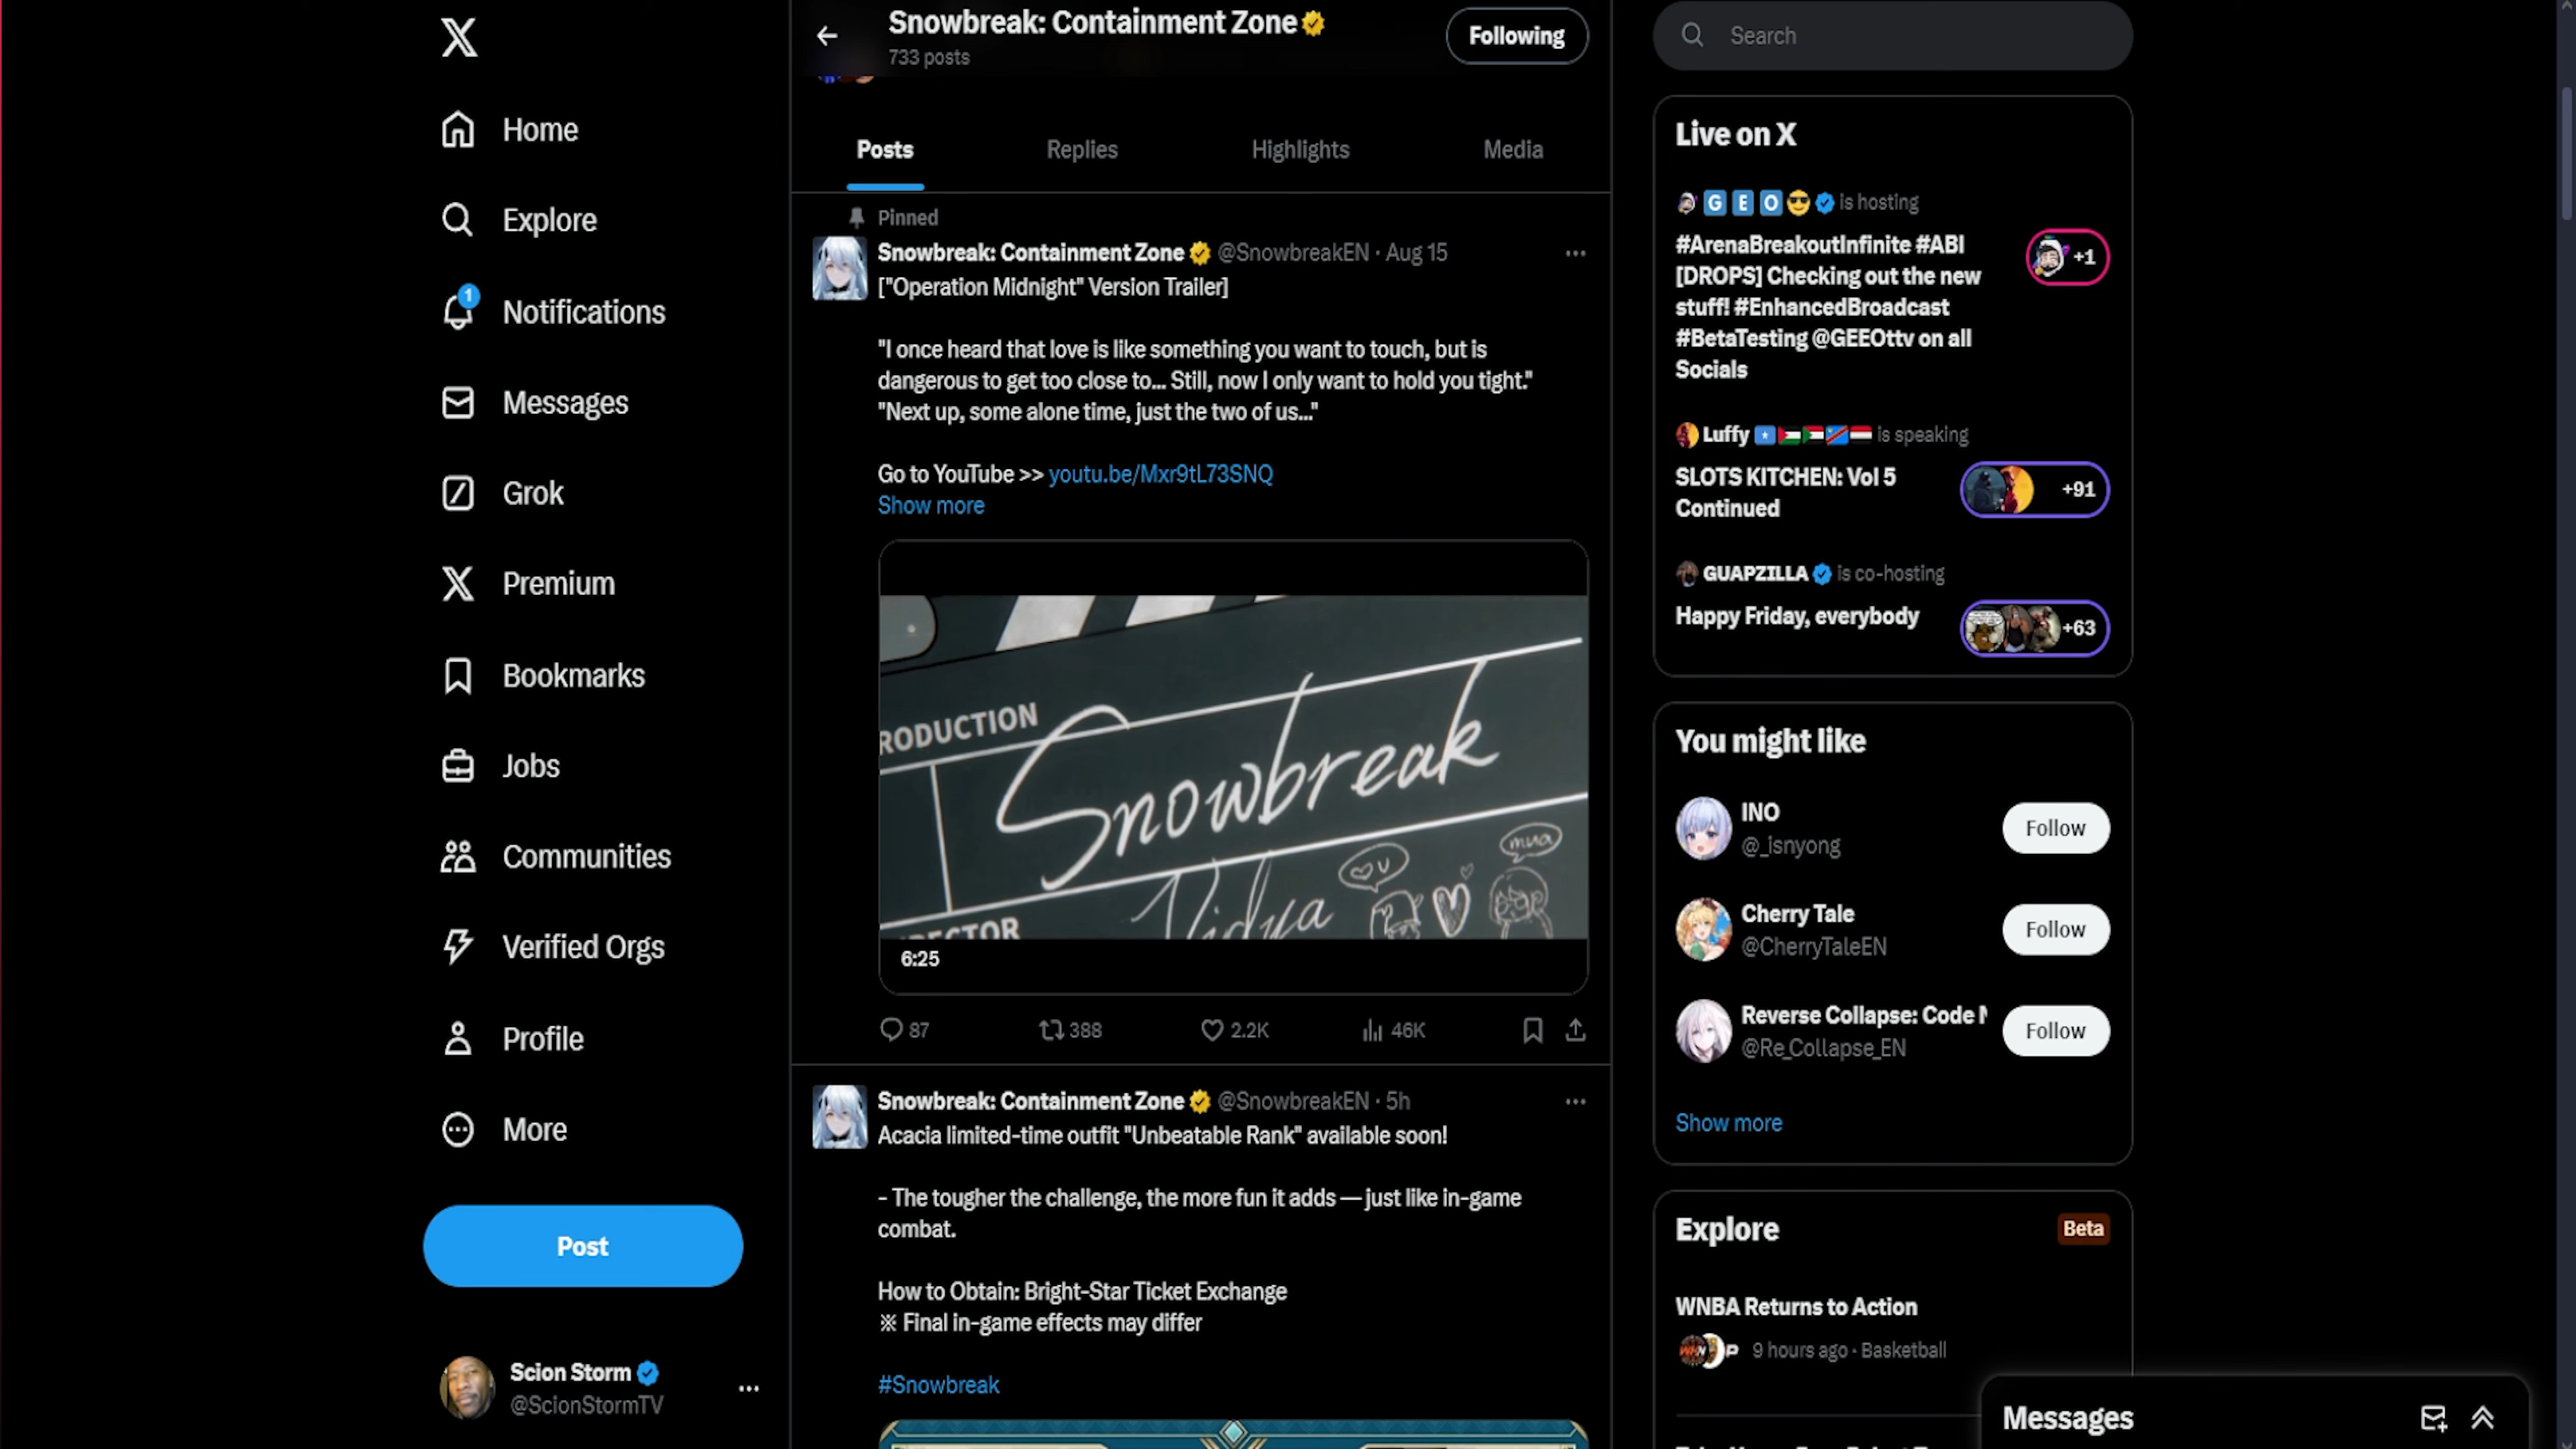 Home
Explore
1
Notifications
Messages
Grok
Premium
Bookmarks
Jobs
Communities
Verified Orgs
Profile
More
Post
Scion Storm
@ScionStormTV
Snowbreak: Containment Zone
733 posts
Following
Posts Replies Highlights Media
Pinned
Snowbreak: Containment Zone @SnowbreakEN · Aug 15
["Operation Midnight" Version Trailer]
"I once heard that love is like something you want to touch, but is
dangerous to get too close to... Still, now I only want to hold you tight."
"Next up, some alone time, just the two of us..."
Go to YouTube >> youtu.be/Mxr9tL73SNQ
Show more
RODUCTION
Snowbreak
mua
U
Vidya
RECTOR
6:25
87 388 2.2K 46K
Snowbreak: Containment Zone @SnowbreakEN · 5h
Acacia limited-time outfit "Unbeatable Rank" available soon!
- The tougher the challenge, the more fun it adds — just like in-game
combat.
How to Obtain: Bright-Star Ticket Exchange
※ Final in-game effects may differ
#Snowbreak
Search
Live on X
G E O is hosting
#ArenaBreakoutInfinite #ABI
[DROPS] Checking out the new
stuff! #EnhancedBroadcast
#BetaTesting @GEEOttv on all
Socials
+1
Luffy is speaking
SLOTS KITCHEN: Vol 5
Continued
+91
GUAPZILLA is co-hosting
Happy Friday, everybody
+63
You might like
INO
@_isnyong
Follow
Cherry Tale
@CherryTaleEN
Follow
Reverse Collapse: Code N
@Re_Collapse_EN
Follow
Show more
Explore Beta
WNBA Returns to Action
9 hours ago · Basketball
Messages